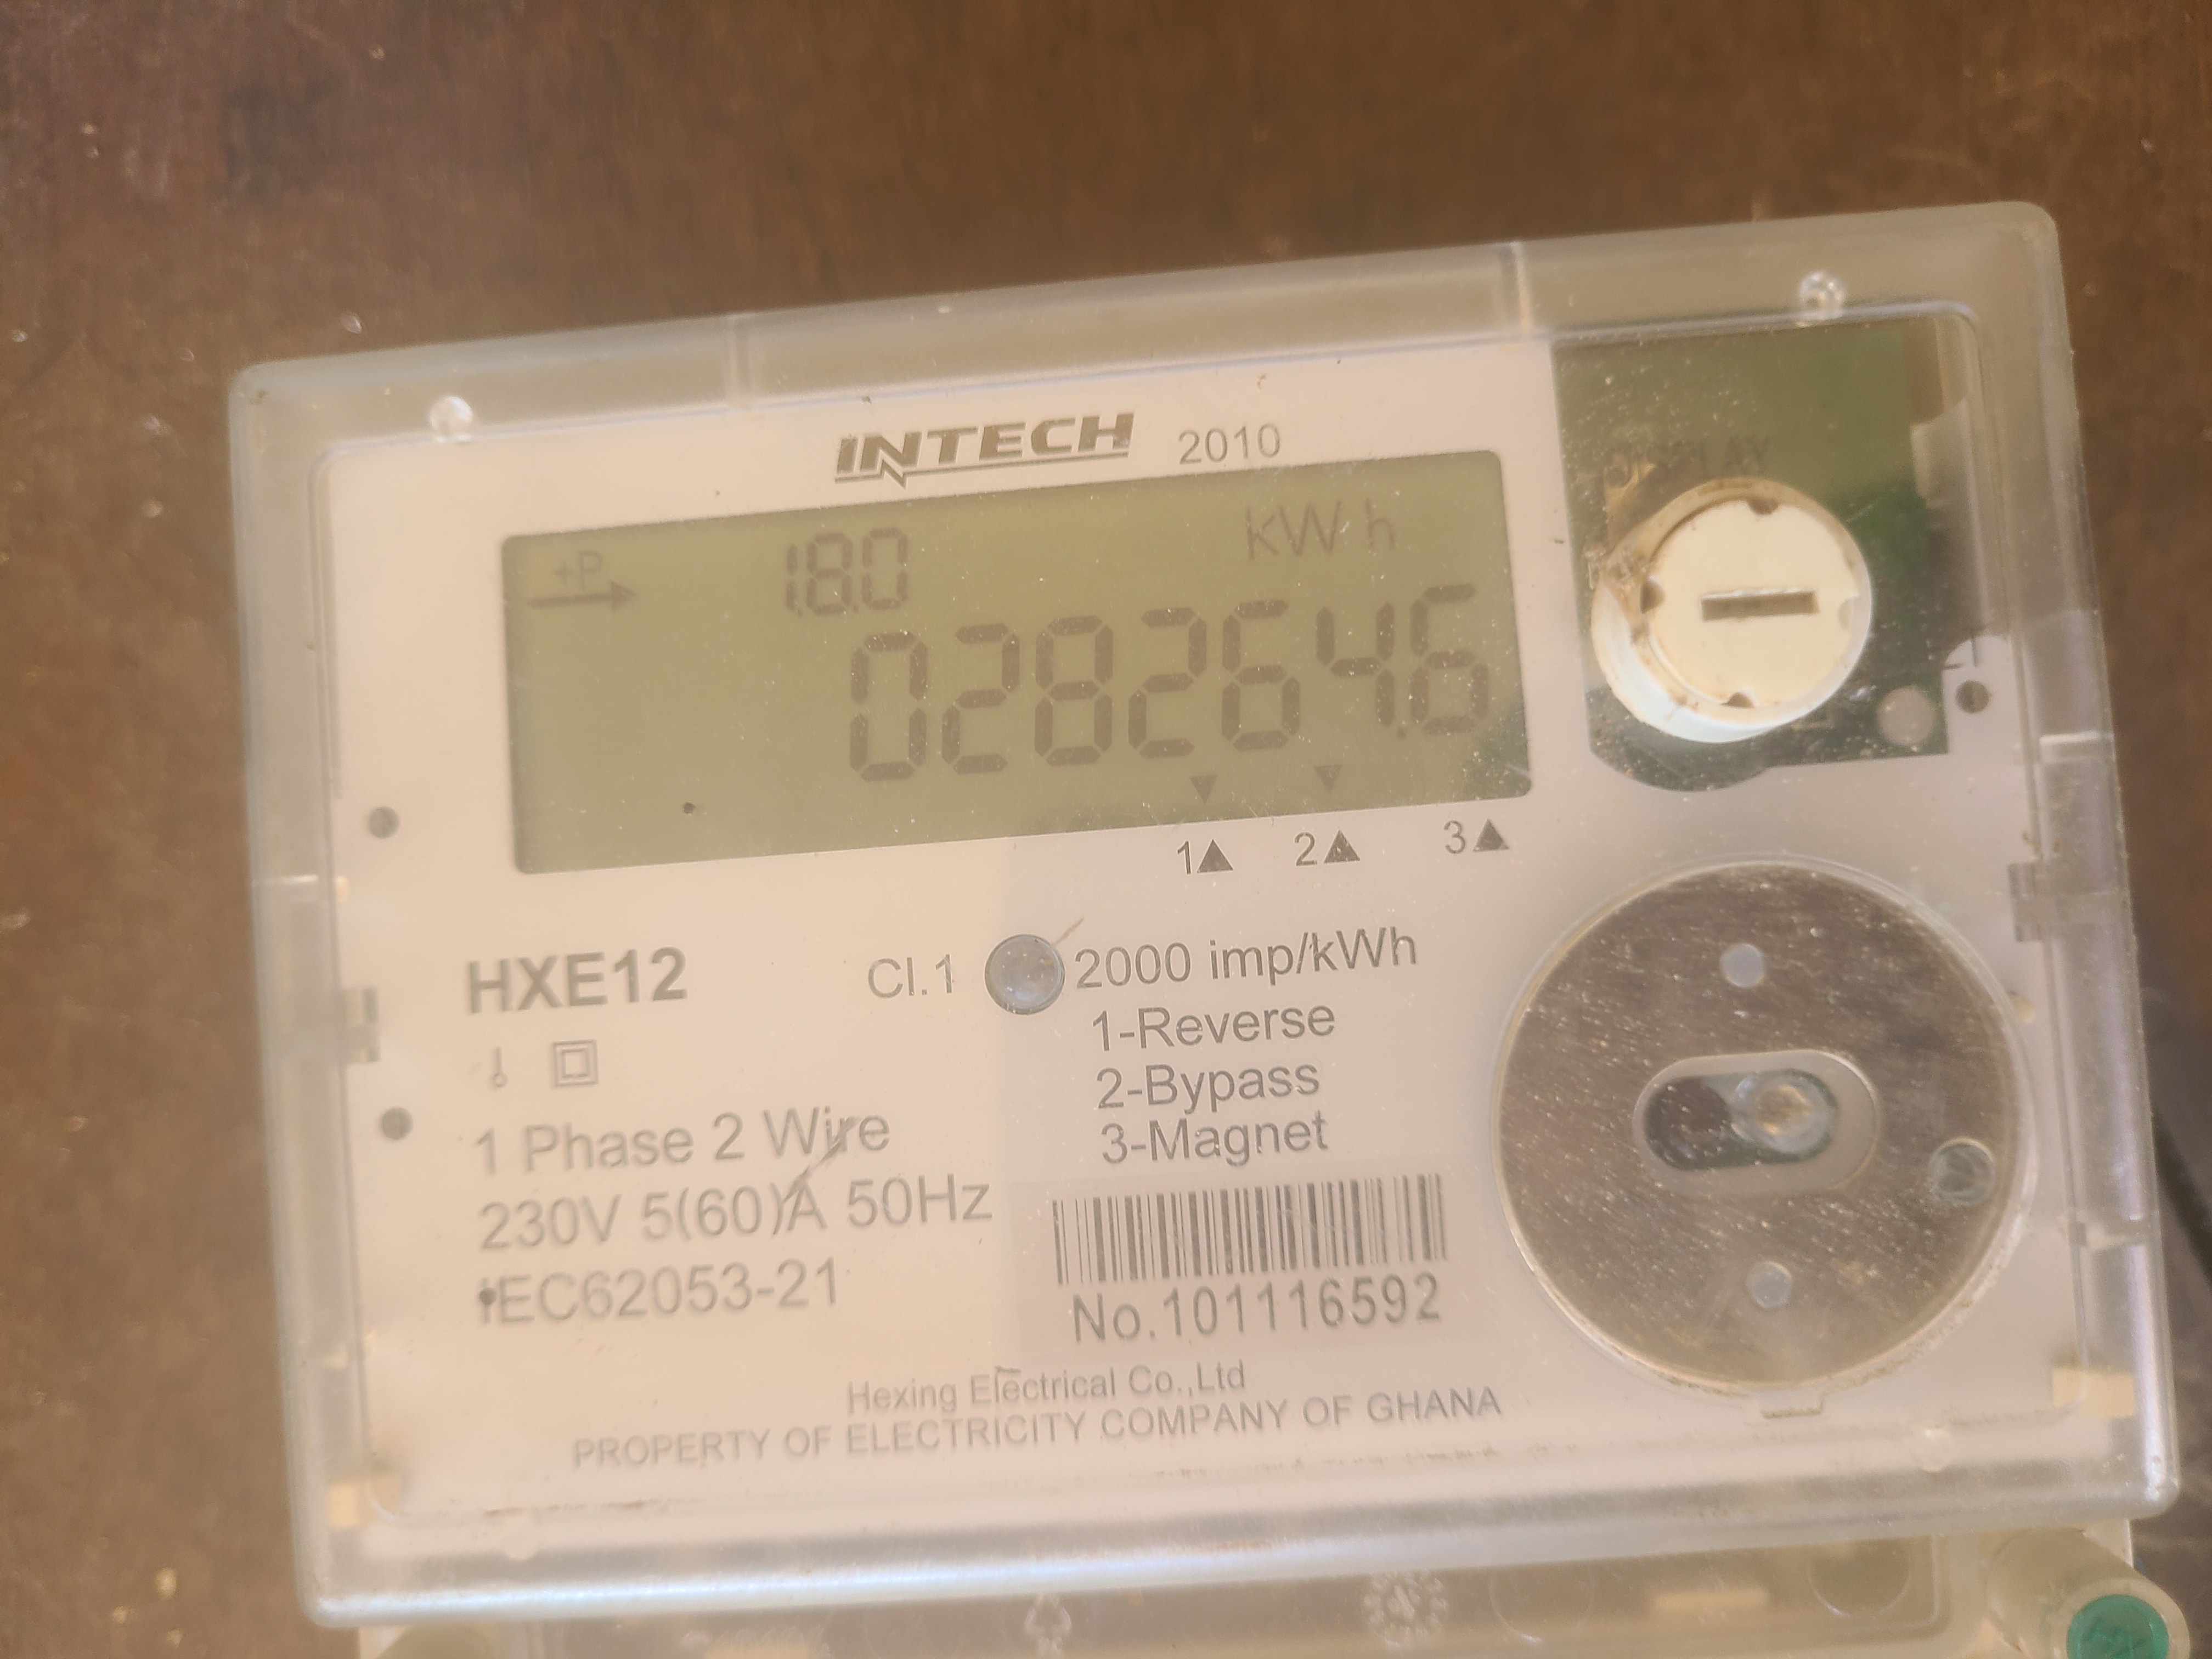 INTECH 2010
+P
1.8.0
kWh
028264.6
1▲ 2▲ 3▲
HXE12
Cl.1 2000 imp/kWh
1-Reverse
2-Bypass
3-Magnet
1 Phase 2 Wire
230V 5(60)A 50Hz
IEC62053-21
No.1011116592
Hexing Electrical Co.,Ltd
PROPERTY OF ELECTRICITY COMPANY OF GHANA